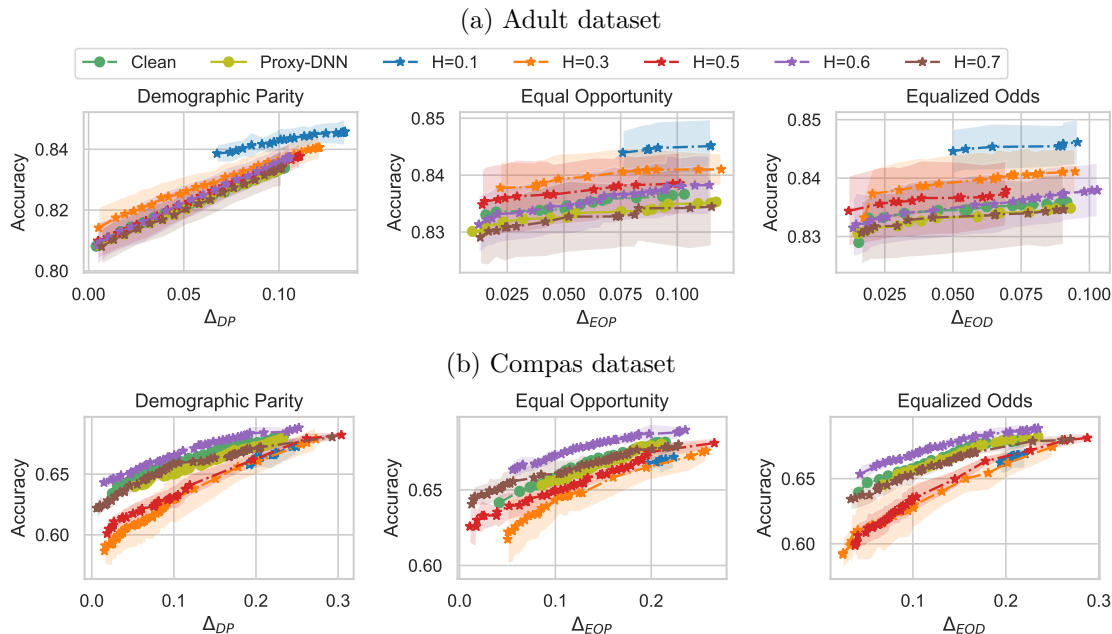 (a) Adult dataset
Clean Proxy-DNN H=0.1 H=0.3 H=0.5 H=0.6 H=0.7
Demographic Parity Equal Opportunity Equalized Odds
Accuracy 0.84 0.82 0.80
0.00 0.05 0.10
Δ_DP
Accuracy 0.85 0.84 0.83
0.025 0.050 0.075 0.100
Δ_EOP
Accuracy 0.85 0.84 0.83
0.025 0.050 0.075 0.100
Δ_EOD
(b) Compas dataset
Demographic Parity Equal Opportunity Equalized Odds
Accuracy 0.65 0.60
0.0 0.1 0.2 0.3
Δ_DP
Accuracy 0.65 0.60
0.0 0.2
Δ_EOP
Accuracy 0.65 0.60
0.1 0.2 0.3
Δ_EOD